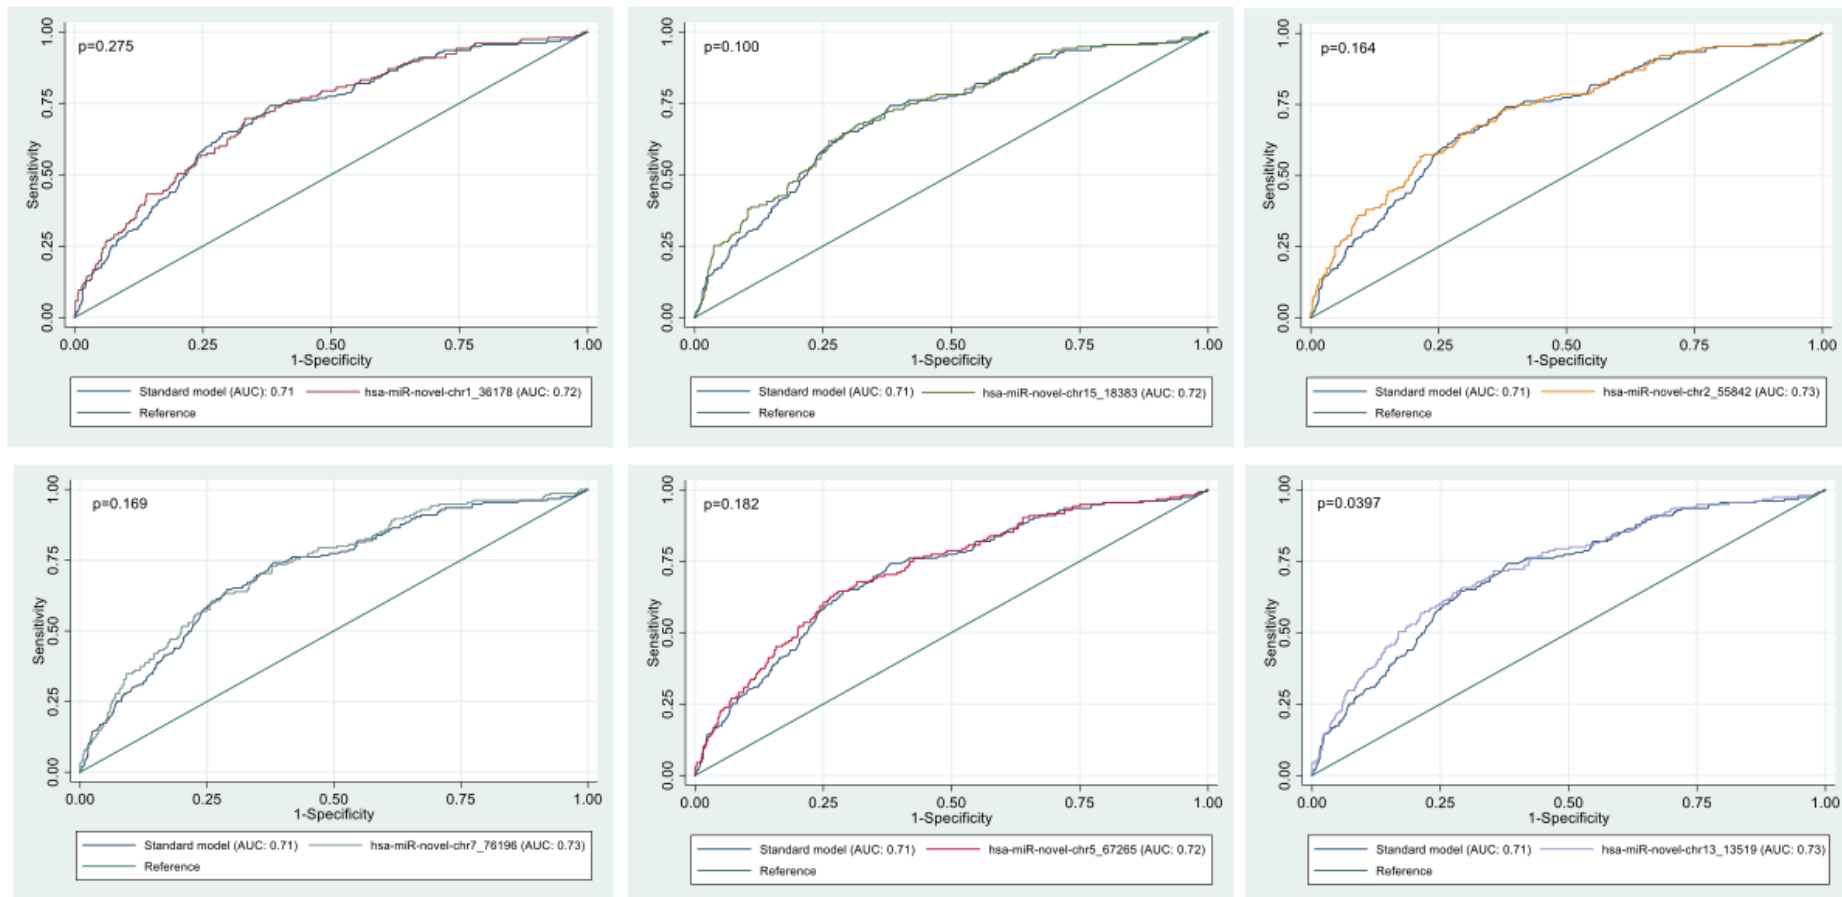 p=0.275
1.00
0.75
0.50
0.25
0.00
Sensitivity
0.00 0.25 0.50 0.75 1.00
1-Specificity
Standard model (AUC): 0.71 hsa-miR-novel-chr1_36178 (AUC: 0.72)
Reference
p=0.100
1.00
0.75
0.50
0.25
0.00
Sensitivity
0.00 0.25 0.50 0.75 1.00
1-Specificity
Standard model (AUC: 0.71) hsa-miR-novel-chr15_18383 (AUC: 0.72)
Reference
p=0.164
1.00
0.75
0.50
0.25
0.00
Sensitivity
0.00 0.25 0.50 0.75 1.00
1-Specificity
Standard model (AUC: 0.71) hsa-miR-novel-chr2_55842 (AUC: 0.73)
Reference
p=0.169
1.00
0.75
0.50
0.25
0.00
Sensitivity
0.00 0.25 0.50 0.75 1.00
1-Specificity
Standard model (AUC: 0.71) hsa-miR-novel-chr7_76196 (AUC: 0.73)
Reference
p=0.182
1.00
0.75
0.50
0.25
0.00
Sensitivity
0.00 0.25 0.50 0.75 1.00
1-Specificity
Standard model (AUC: 0.71) hsa-miR-novel-chr5_67265 (AUC: 0.72)
Reference
p=0.0397
1.00
0.75
0.50
0.25
0.00
Sensitivity
0.00 0.25 0.50 0.75 1.00
1-Specificity
Standard model (AUC: 0.71) hsa-miR-novel-chr13_13519 (AUC: 0.73)
Reference